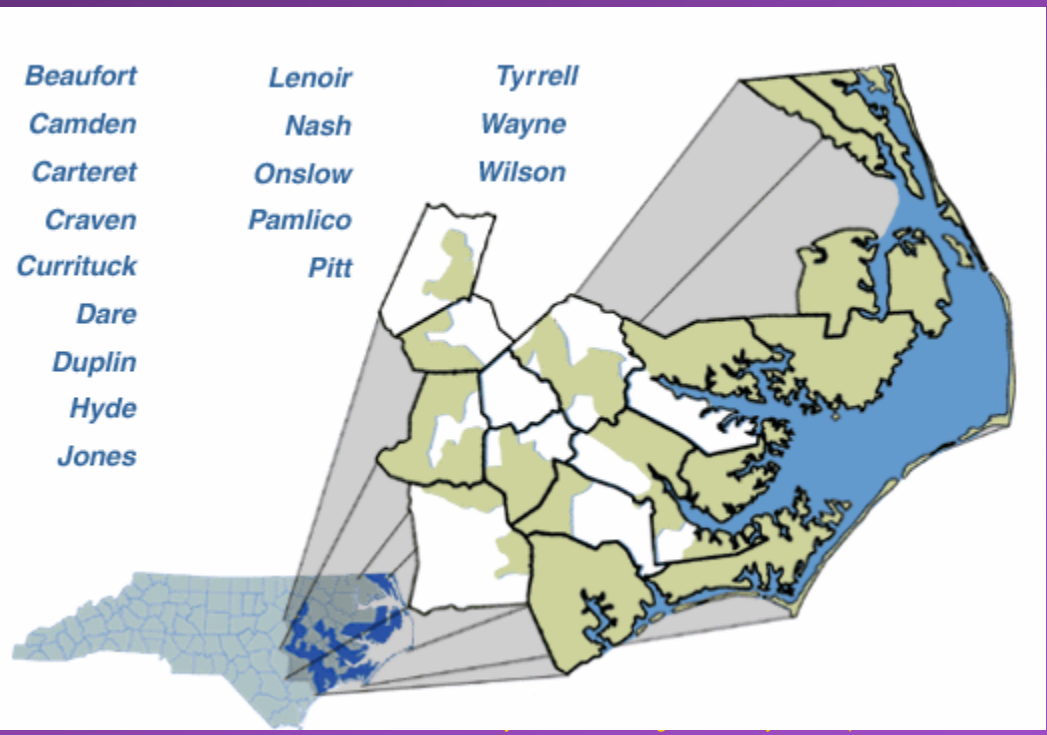 Beaufort
Camden
Carteret
Craven
Currituck
Dare
Duplin
Hyde
Jones
Lenoir
Nash
Onslow
Pamlico
Pitt
Tyrrell
Wayne
Wilson